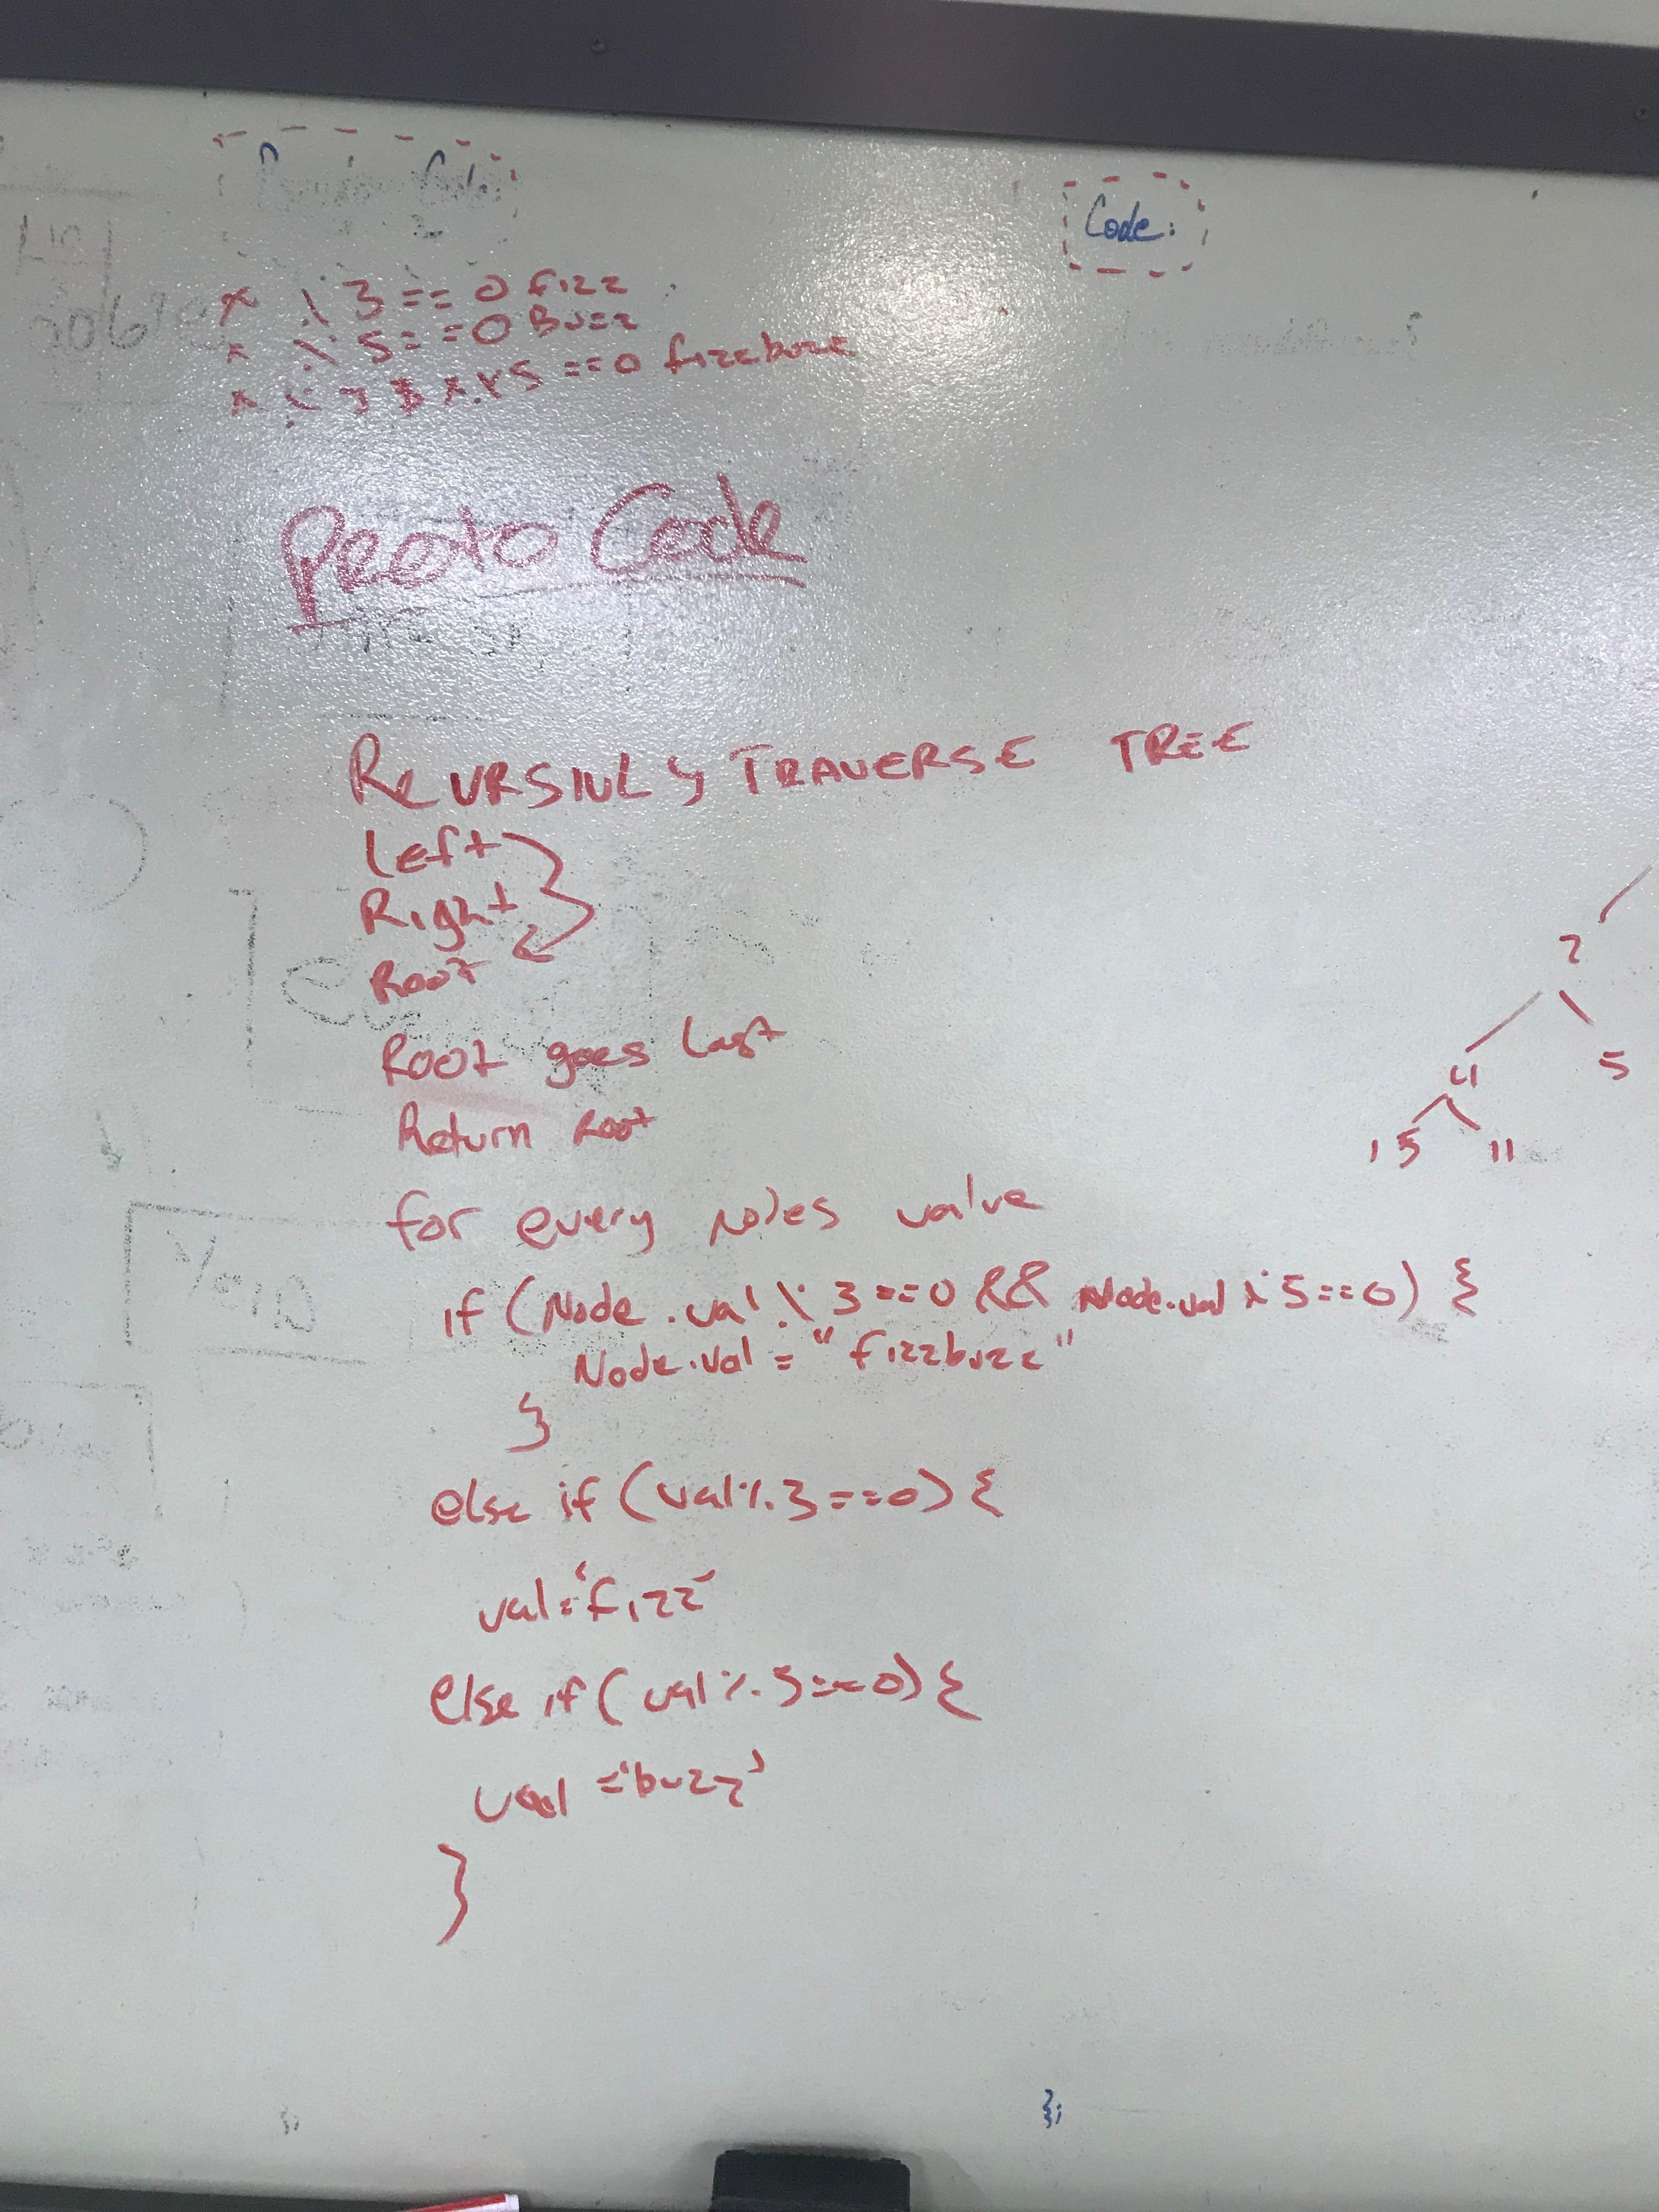 Code:
x % 3 == 0 fizz
x % 5 == 0 Buzz
x % 3 & x % 5 == 0 fizzbuzz
Proto Code
RecURSIVLy TRAVERSE TREE
Left
Right
Root
Root goes last
Return Root
for every nodes value
if (Node.val % 3 == 0 && Node.val % 5 == 0) {
Node.val = "fizzbuzz"
}
else if (val % 3 == 0) {
val = 'fizz'
else if (val % 5 == 0) {
val = 'buzz'
}
2
4 5
15 11
};